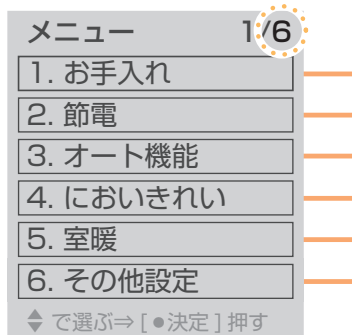 メニュー 1/6
1. お手入れ
2. 節電
3. オート機能
4. においきれい
5. 室暖
6. その他設定
♦ で選ぶ⇒ [ ●決定 ] 押す